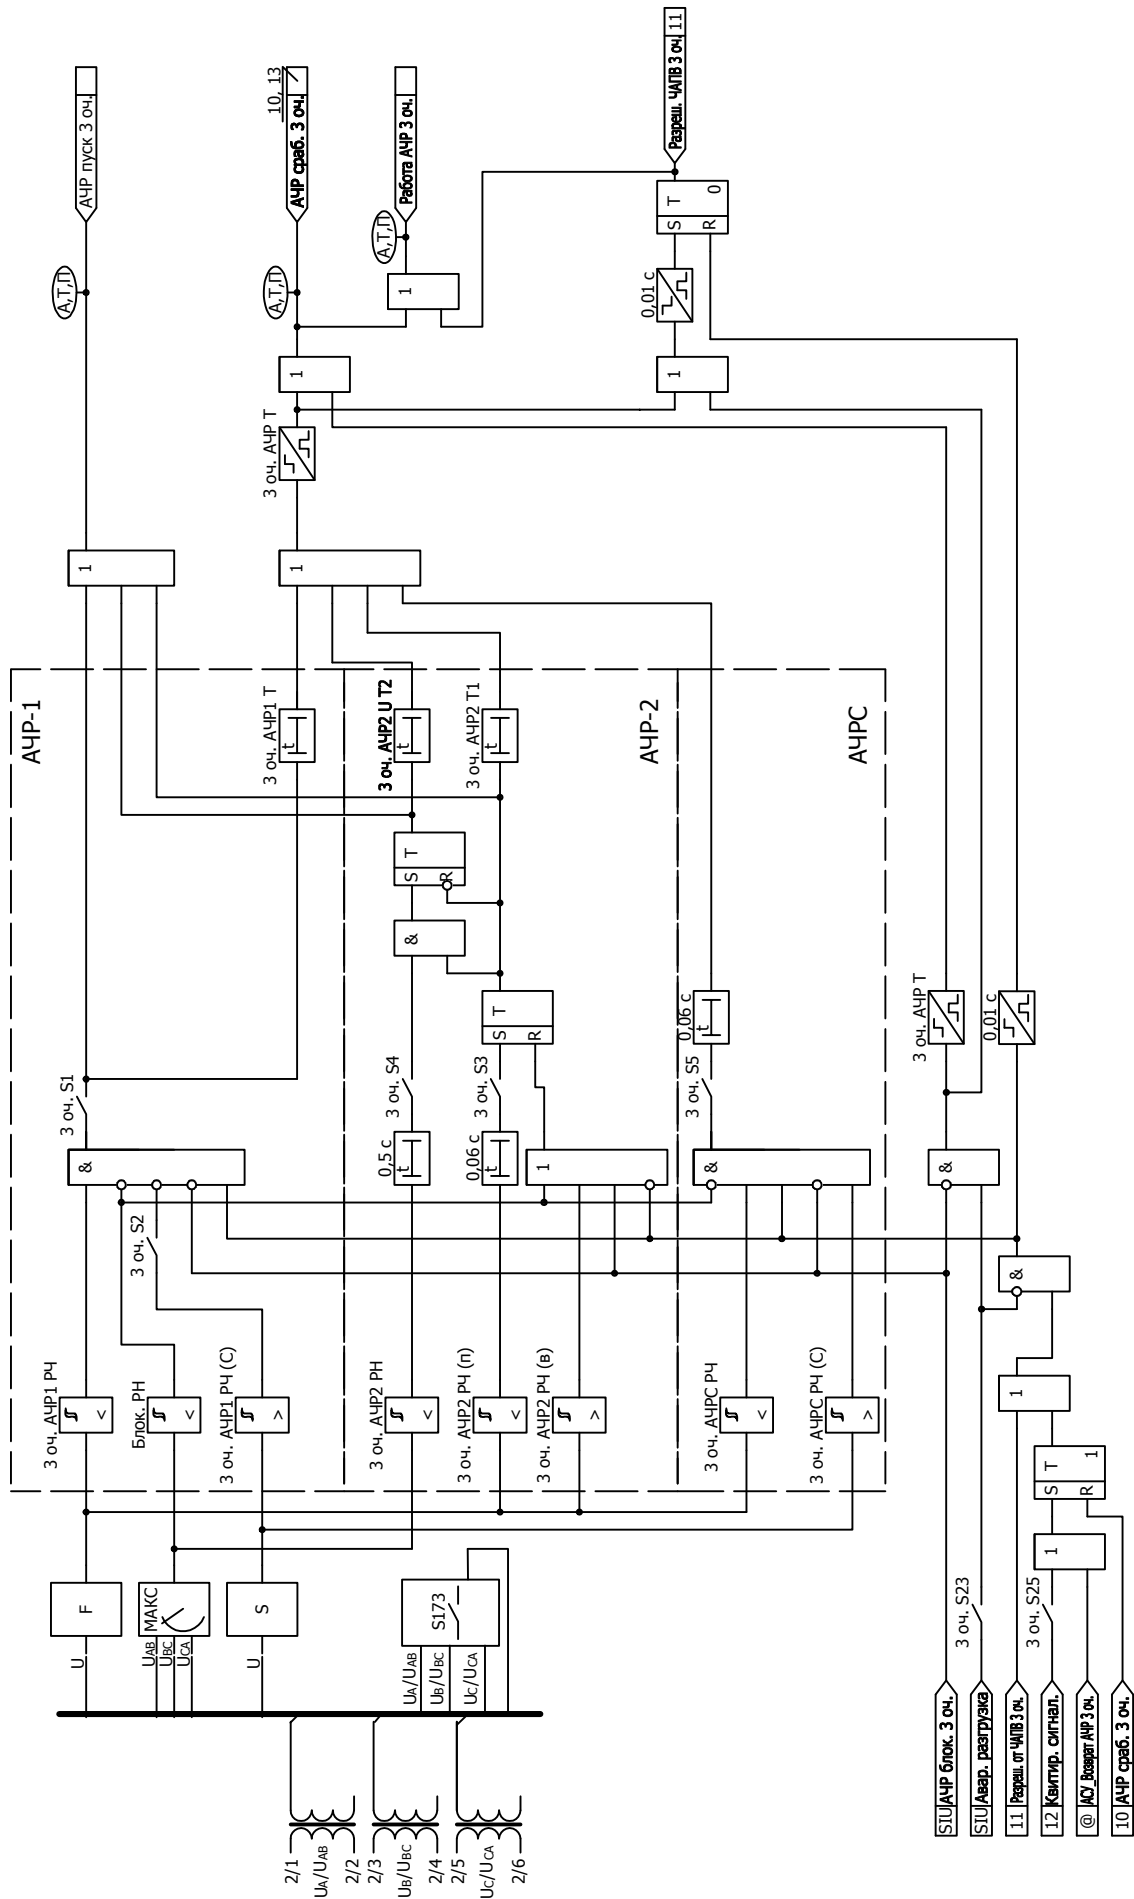 АЧР пуск 3 оч.
А,Т,П
10, 13
АЧР сраб. 3 оч.
А,Т,П
Работа АЧР 3 оч.
А,Т,П
Разреш. ЧАПВ 3 оч. 11
S T
R 0
0,01 с
1
1
1
3 оч. АЧР Т
1
1
АЧР-1
3 оч. АЧР1 Т
3 оч. АЧР2 U Т2
3 оч. АЧР2 Т1
АЧР-2
АЧРС
t
t
t
S T
R
&
S T
R
0,06 с
t
3 оч. АЧР Т
0,01 с
3 оч. S1
3 оч. S4
3 оч. S3
3 оч. S5
&
0,5 с
t
0,06 с
t
1
&
&
3 оч. S2
&
3 оч. АЧР1 РЧ
<
Блок. РН
<
3 оч. АЧР1 РЧ (С)
>
3 оч. АЧР2 РН
<
3 оч. АЧР2 РЧ (п)
<
3 оч. АЧР2 РЧ (в)
>
3 оч. АЧРС РЧ
<
3 оч. АЧРС РЧ (С)
>
1
S T
R 1
1
F
МАКС
S
S173
U
UAB
UBC
UCA
U
UA/UAB
UB/UBC
UC/UCA
3 оч. S23
3 оч. S25
2/1
UA/UAB
2/2
2/3
UB/UBC
2/4
2/5
UC/UCA
2/6
SIU АЧР блок. 3 оч.
SIU Авар. разгрузка
11 Разреш. от ЧАПВ 3 оч.
12 Квитир. сигнал.
@ АСУ_Возврат АЧР 3 оч.
10 АЧР сраб. 3 оч.